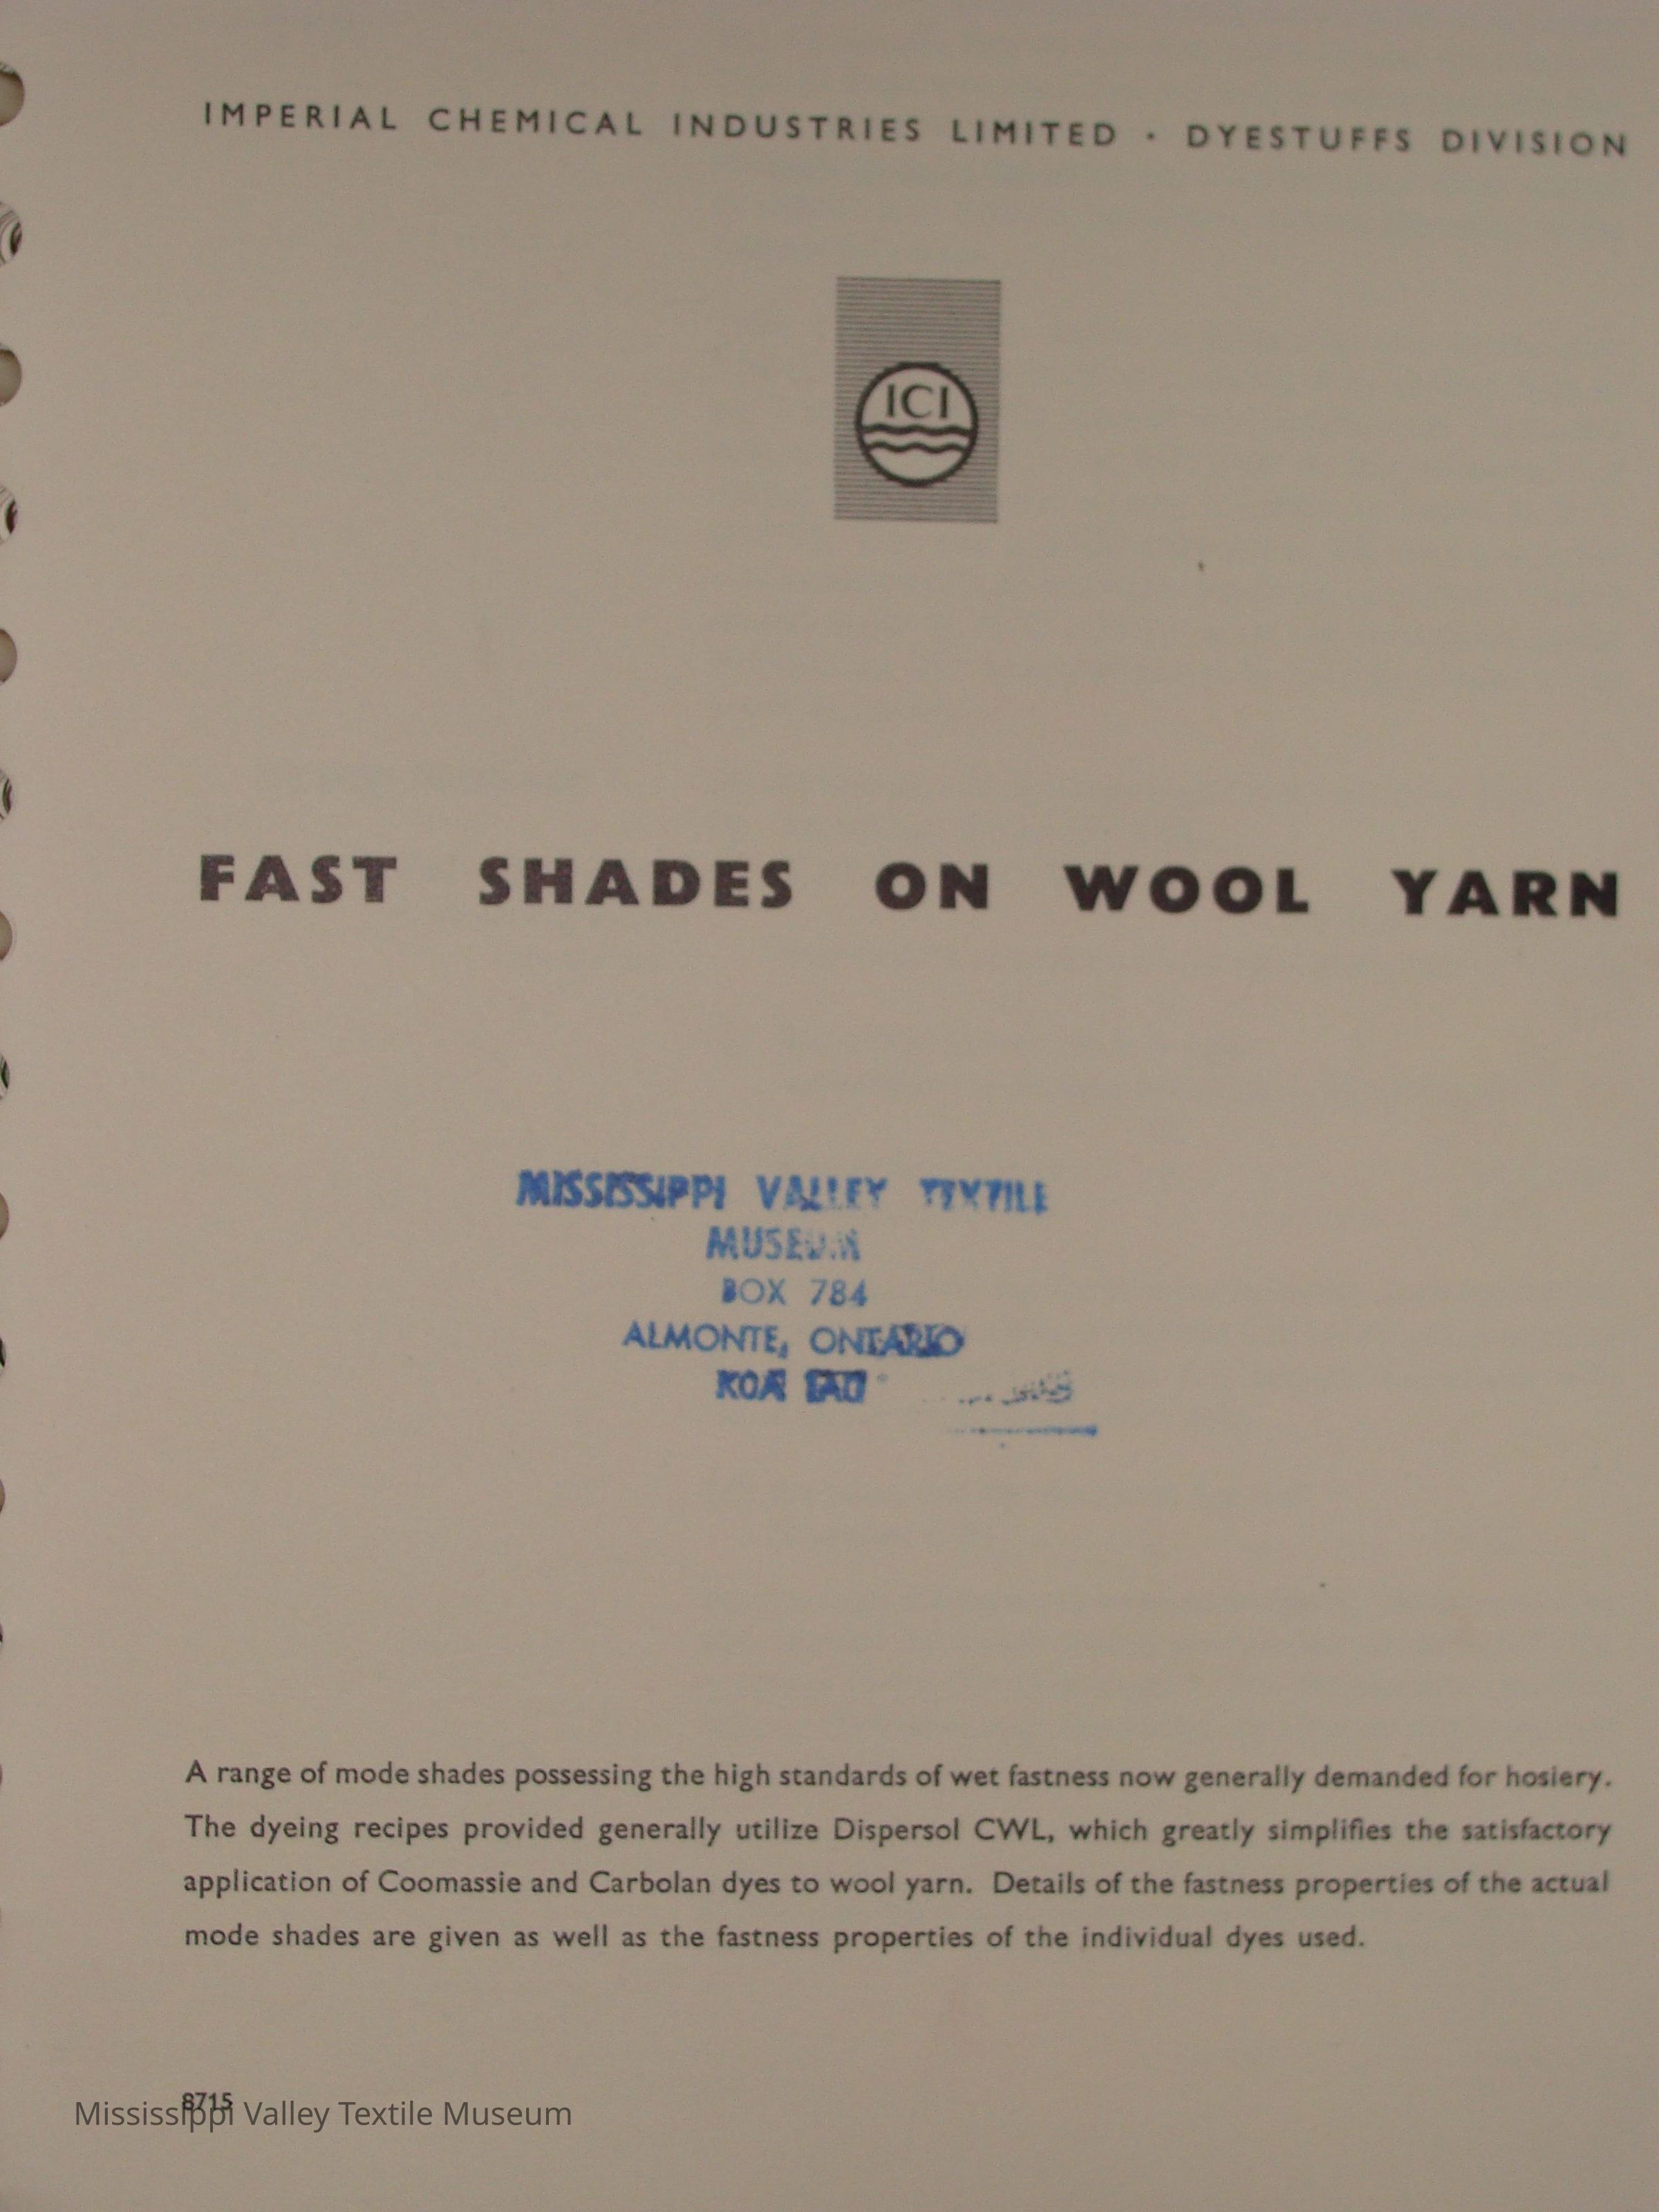 IMPERIAL CHEMICAL INDUSTRIES LIMITED · DYESTUFFS DIVISION
ICI
FAST SHADES ON WOOL YARN
MISSISSIPPI VALLEY TEXTILE
MUSEUM
BOX 784
ALMONTE, ONTARIO
K0A
A range of mode shades possessing the high standards of wet fastness now generally demanded for hosiery.
The dyeing recipes provided generally utilize Dispersol CWL, which greatly simplifies the satisfactory
application of Coomassie and Carbolan dyes to wool yarn. Details of the fastness properties of the actual
mode shades are given as well as the fastness properties of the individual dyes used.
8715
Mississippi Valley Textile Museum